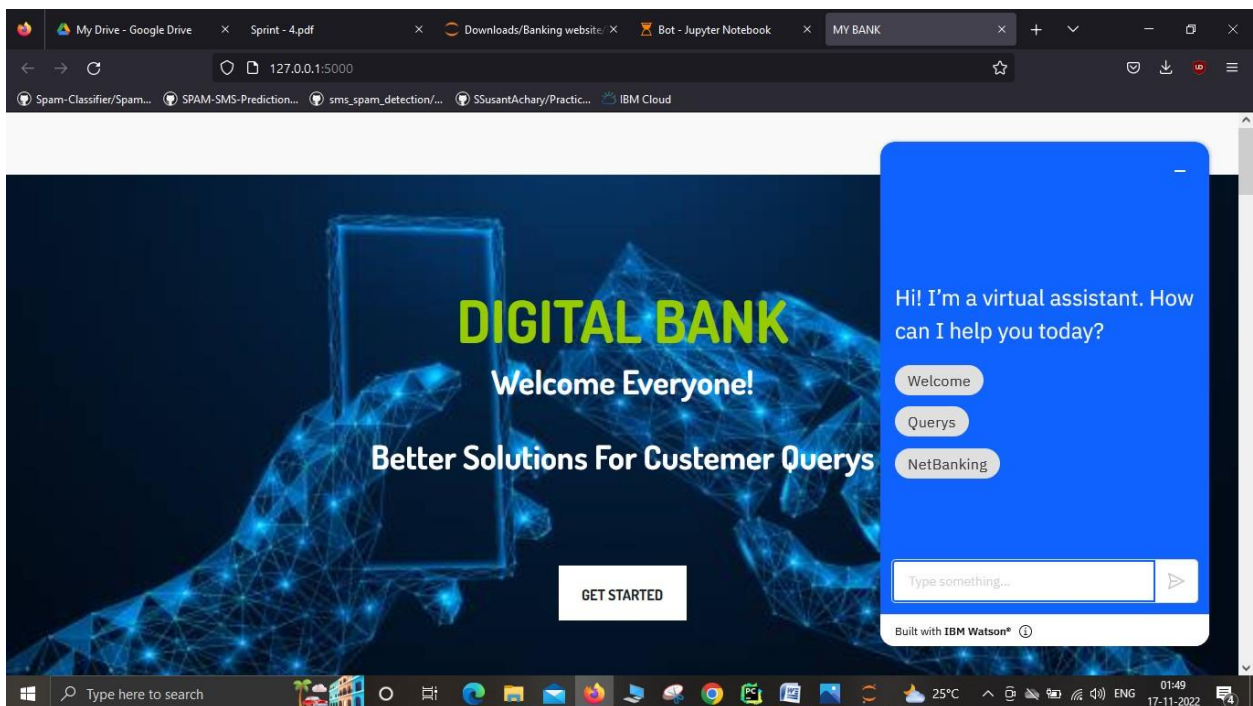 My Drive - Google Drive
Sprint - 4.pdf
Downloads/Banking website/
Bot - Jupyter Notebook
MY BANK
127.0.0.1:5000
Spam-Classifier/Spam...
SPAM-SMS-Prediction...
sms_spam_detection/...
SSusantAchary/Practic...
IBM Cloud
DIGITAL BANK
Welcome Everyone!
Better Solutions For Custemer Querys
GET STARTED
Hi! I'm a virtual assistant. How
can I help you today?
Welcome
Querys
NetBanking
Type something...
Built with IBM Watson®
Type here to search
25°C
ENG
01:49
17-11-2022